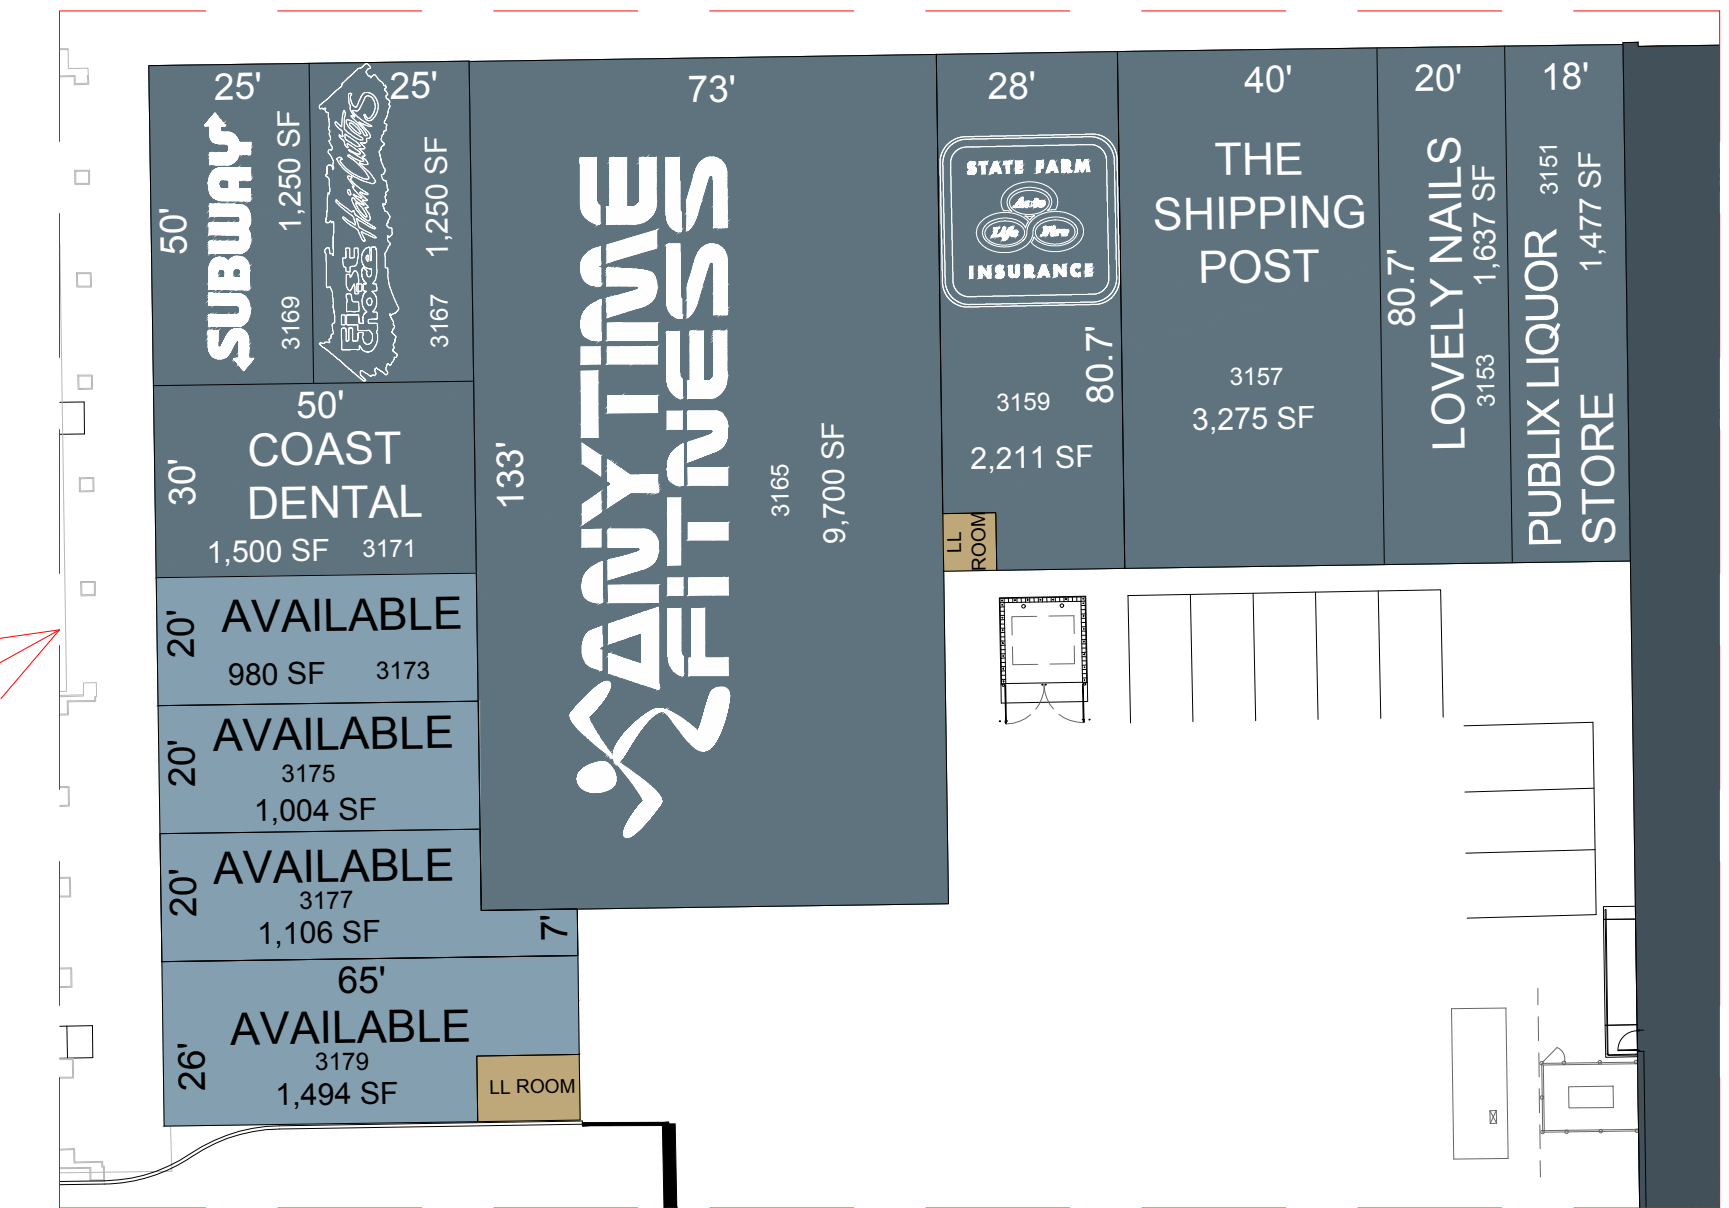 25'
50'
SUBWAY
1,250 SF
3169
25'
First Choice HairCutters
1,250 SF
3167
50'
30'
COAST
DENTAL
1,500 SF 3171
20'
AVAILABLE
980 SF 3173
20'
AVAILABLE
3175
1,004 SF
20'
AVAILABLE
3177
1,106 SF
7'
65'
AVAILABLE
26'
3179
1,494 SF
LL ROOM
73'
133'
ANYTIME
FITNESS
3165
9,700 SF
28'
STATE FARM
Auto
Life Fire
INSURANCE
80.7'
3159
2,211 SF
LL
ROOM
40'
THE
SHIPPING
POST
3157
3,275 SF
20'
80.7'
LOVELY NAILS
3153 1,637 SF
18'
PUBLIX LIQUOR
STORE
3151
1,477 SF